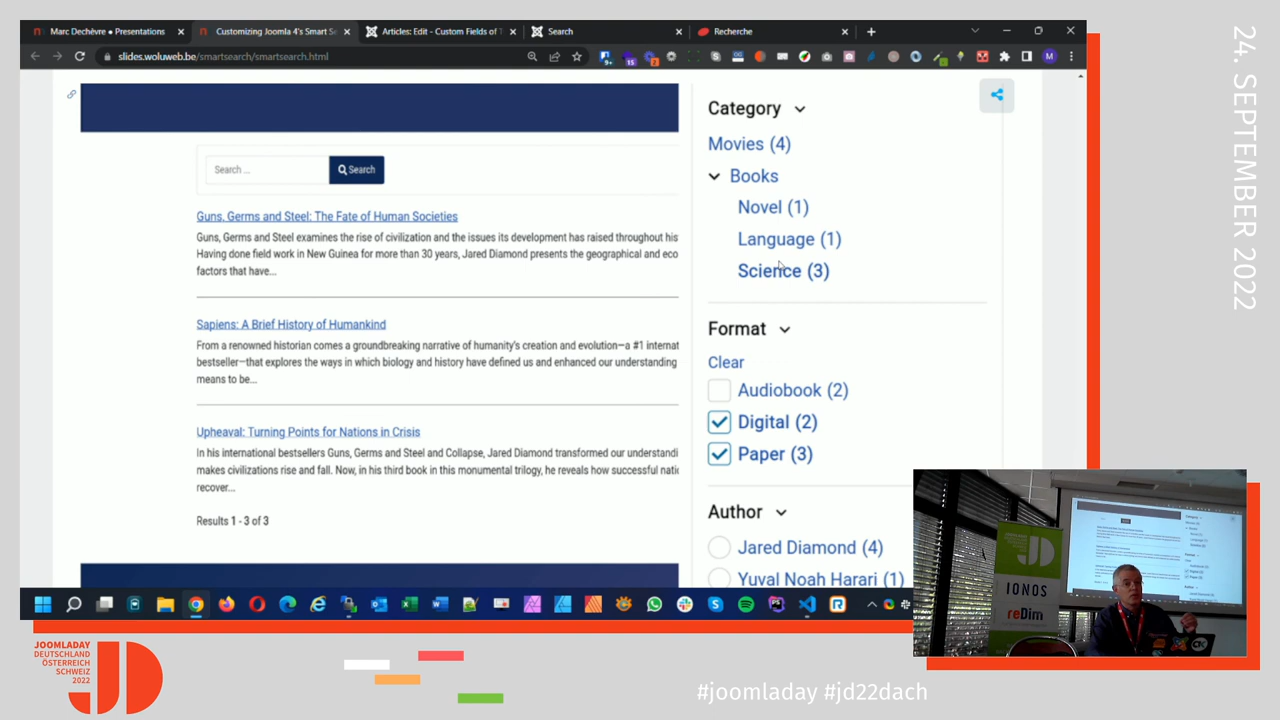 Marc Dechèvre • Presentations
Customizing Joomla 4's Smart S
Articles: Edit - Custom Fields of
Search
Recherche
slides.woluweb.be/smartsearch/smartsearch.html
Search ...
Search
Guns, Germs and Steel: The Fate of Human Societies
Guns, Germs and Steel examines the rise of civilization and the issues its development has raised throughout his
Having done field work in New Guinea for more than 30 years, Jared Diamond presents the geographical and eco
factors that have...
Sapiens: A Brief History of Humankind
From a renowned historian comes a groundbreaking narrative of humanity's creation and evolution—a #1 internat
bestseller—that explores the ways in which biology and history have defined us and enhanced our understanding
means to be...
Upheaval: Turning Points for Nations in Crisis
In his international bestsellers Guns, Germs and Steel and Collapse, Jared Diamond transformed our understandi
makes civilizations rise and fall. Now, in his third book in this monumental trilogy, he reveals how successful natic
recover...
Results 1 - 3 of 3
Category
Movies (4)
Books
Novel (1)
Language (1)
Science (3)
Format
Clear
Audiobook (2)
Digital (2)
Paper (3)
Author
Jared Diamond (4)
Yuval Noah Harari (1)
24. SEPTEMBER 2022
IONOS
reDim
JOOMLADAY
DEUTSCHLAND
ÖSTERREICH
SCHWEIZ
2022
JD
#joomladay #jd22dach